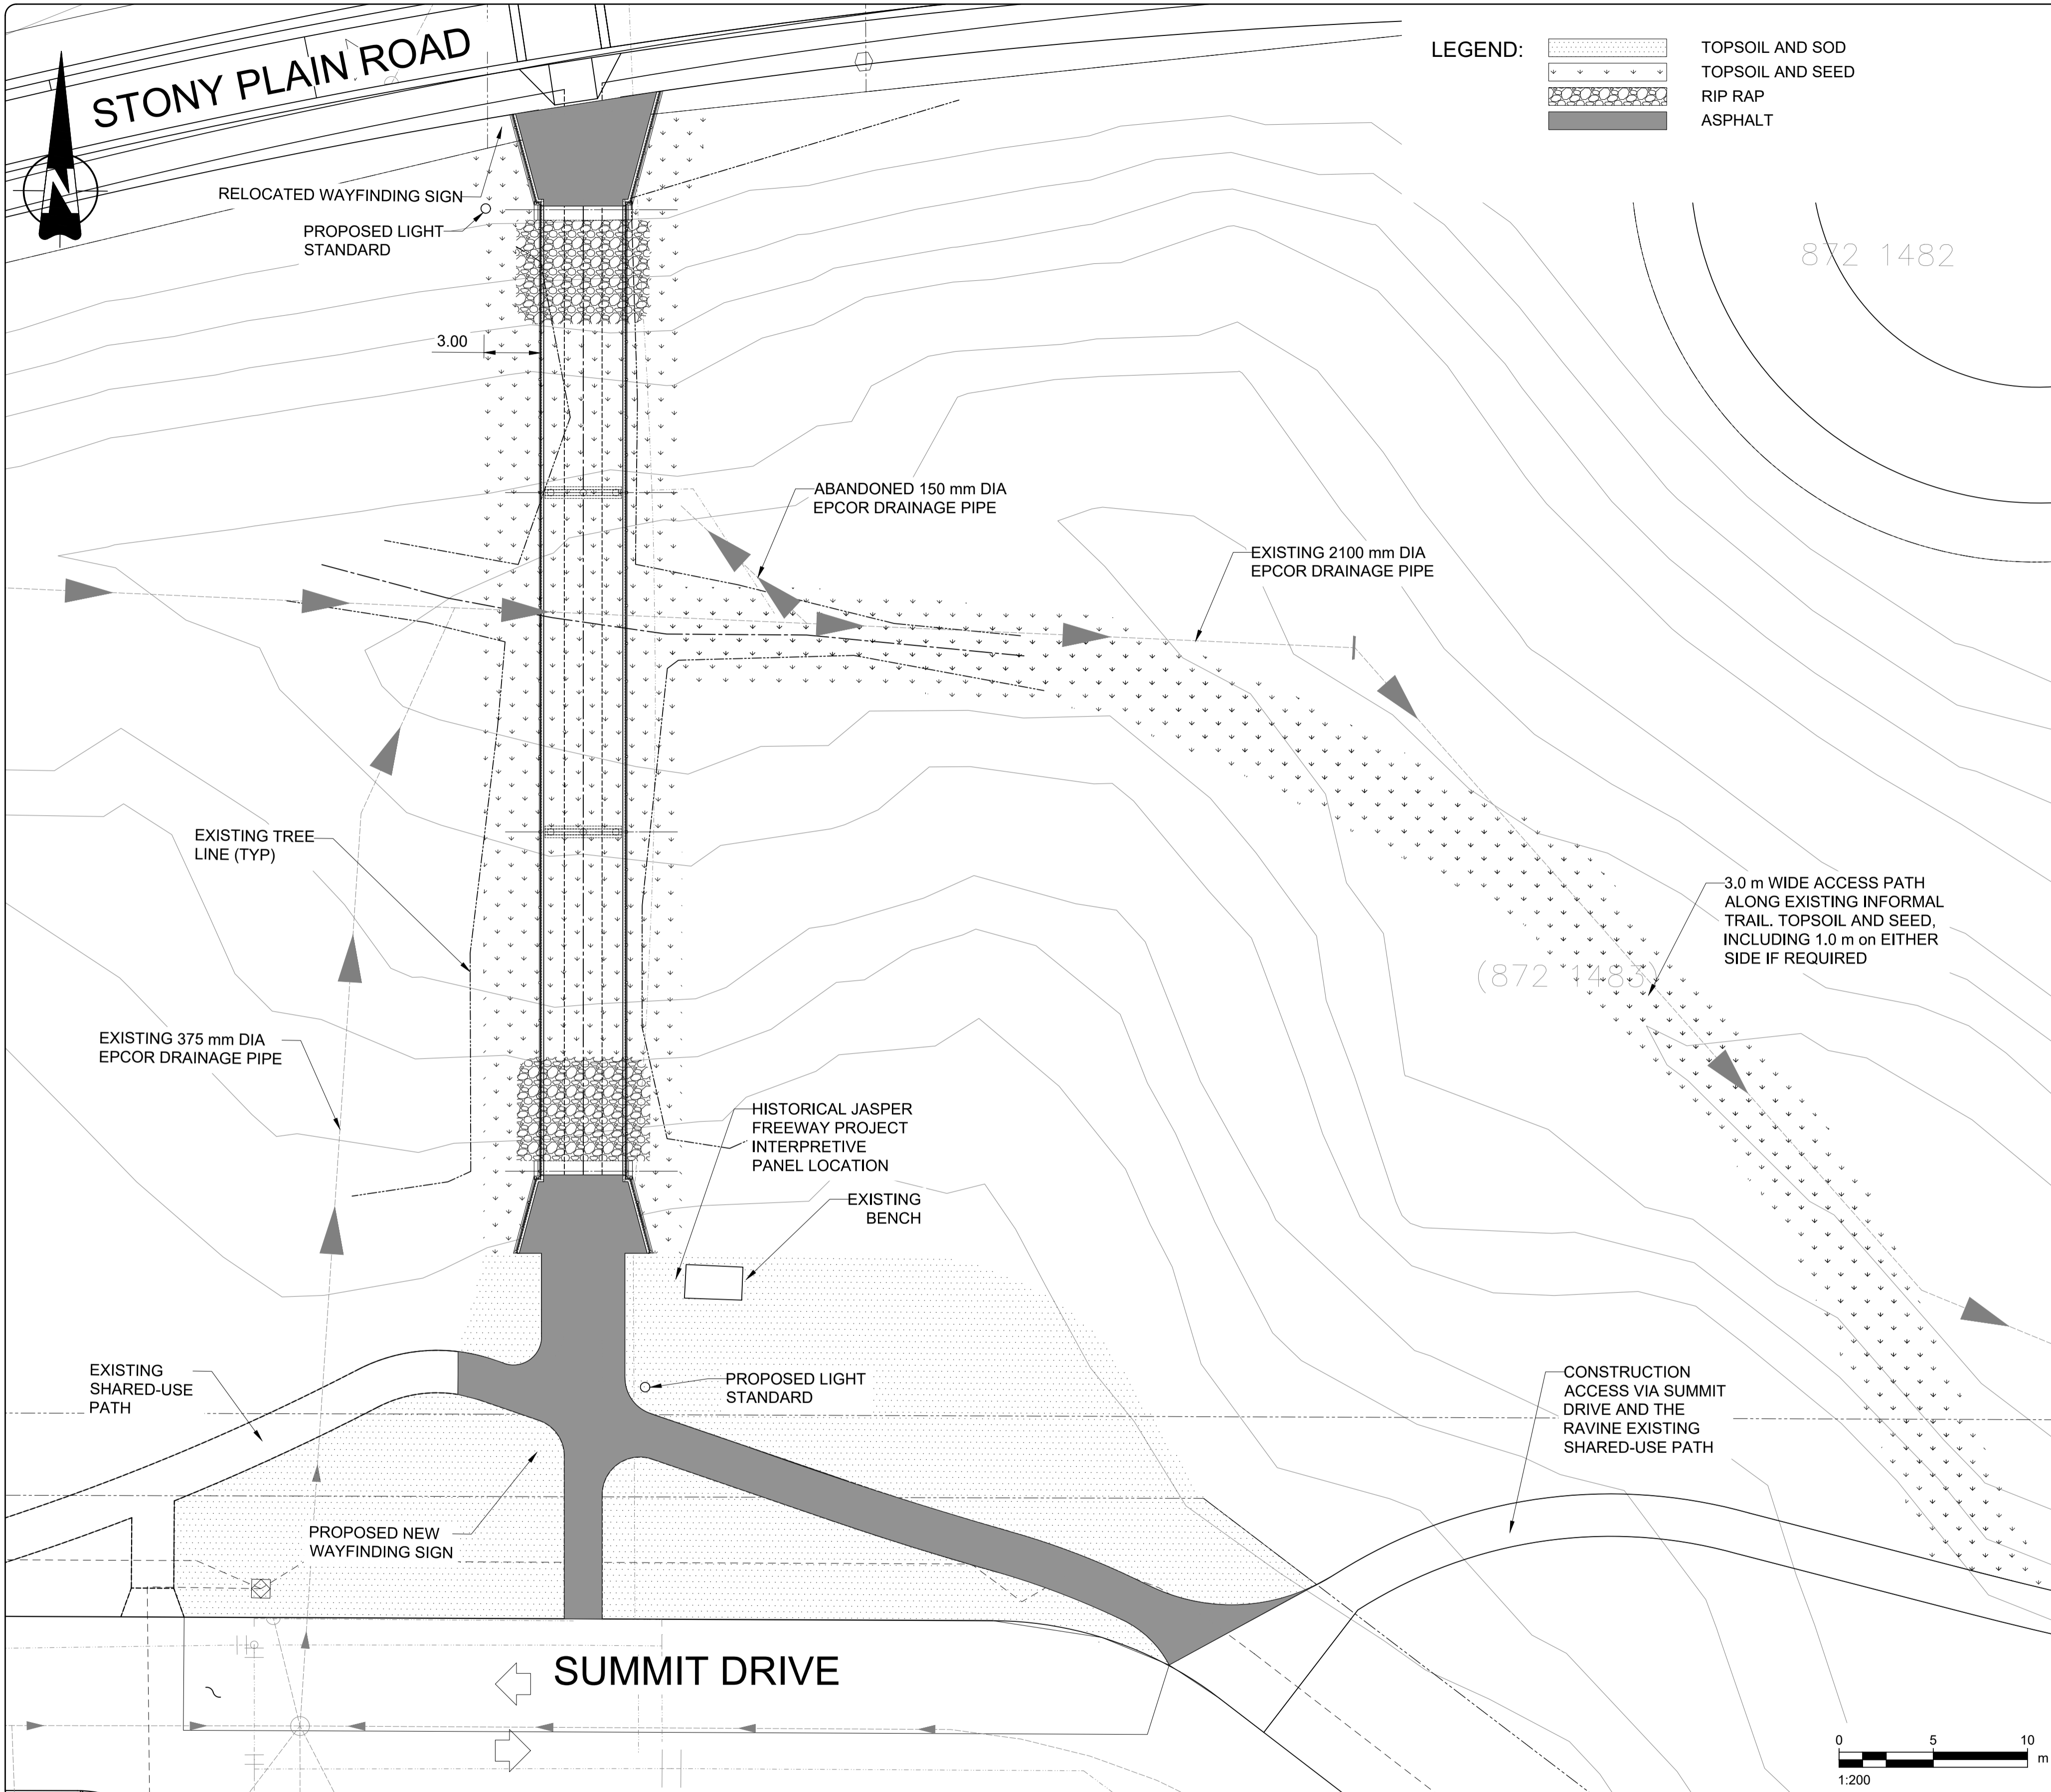 STONY PLAIN ROAD
N
LEGEND:
TOPSOIL AND SOD
TOPSOIL AND SEED
RIP RAP
ASPHALT
RELOCATED WAYFINDING SIGN
PROPOSED LIGHT
STANDARD
872 1482
3.00
ABANDONED 150 mm DIA
EPCOR DRAINAGE PIPE
EXISTING 2100 mm DIA
EPCOR DRAINAGE PIPE
EXISTING TREE
LINE (TYP)
3.0 m WIDE ACCESS PATH
ALONG EXISTING INFORMAL
TRAIL. TOPSOIL AND SEED,
INCLUDING 1.0 m on EITHER
SIDE IF REQUIRED
(872 1483)
EXISTING 375 mm DIA
EPCOR DRAINAGE PIPE
HISTORICAL JASPER
FREEWAY PROJECT
INTERPRETIVE
PANEL LOCATION
EXISTING
BENCH
EXISTING
SHARED-USE
PATH
PROPOSED LIGHT
STANDARD
CONSTRUCTION
ACCESS VIA SUMMIT
DRIVE AND THE
RAVINE EXISTING
SHARED-USE PATH
PROPOSED NEW
WAYFINDING SIGN
SUMMIT DRIVE
0 5 10
m
1:200